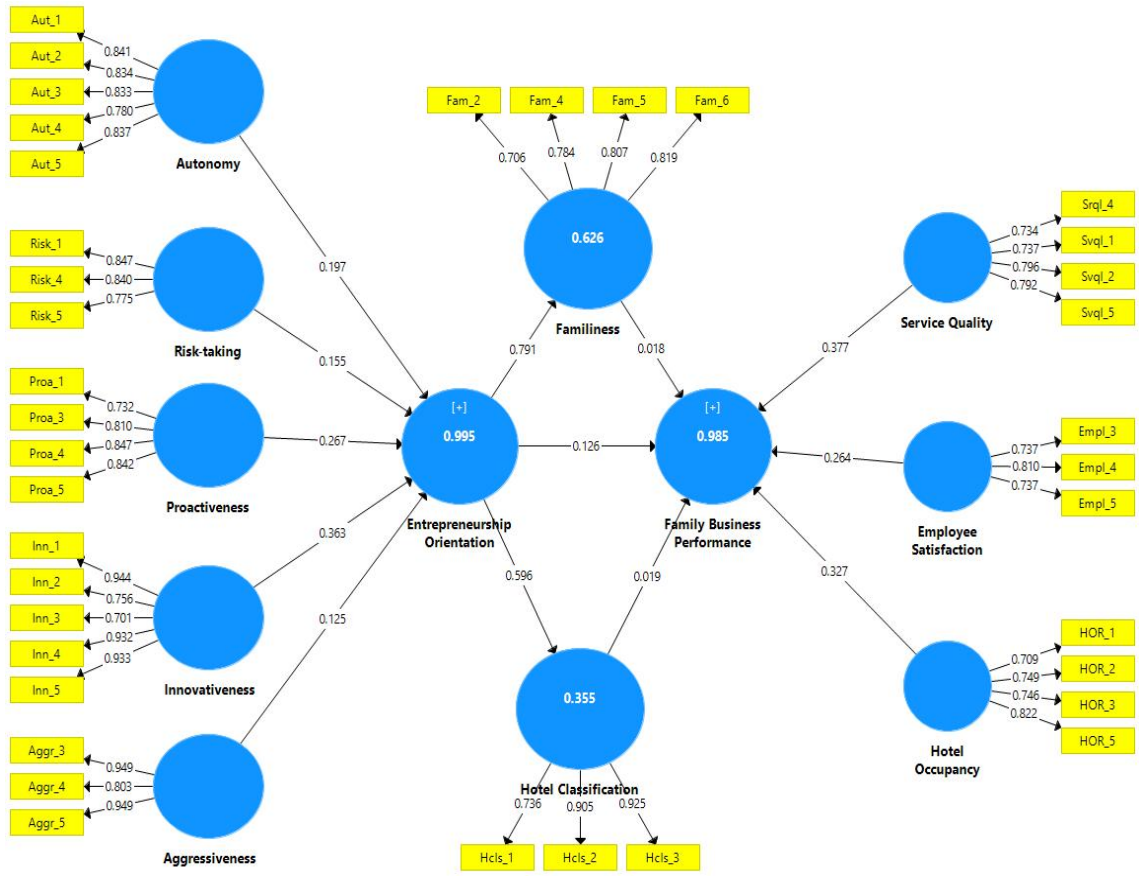 Aut_1
Aut_2
Aut_3
Aut_4
Aut_5
0.841
0.834
0.833
0.780
0.837
Autonomy
Risk_1
Risk_4
Risk_5
0.847
0.840
0.775
Risk-taking
Proa_1
Proa_3
Proa_4
Proa_5
0.732
0.810
0.847
0.842
Proactiveness
Inn_1
Inn_2
Inn_3
Inn_4
Inn_5
0.944
0.756
0.701
0.932
0.933
Innovativeness
Aggr_3
Aggr_4
Aggr_5
0.949
0.803
0.949
Aggressiveness
0.197
0.155
0.267
0.363
0.125
Fam_2
Fam_4
Fam_5
Fam_6
0.706
0.784
0.807
0.819
0.626
Familiness
0.791
0.018
[+]
0.995
Entrepreneurship
Orientation
0.126
[+]
0.985
Family Business
Performance
0.596
0.019
0.355
Hotel Classification
0.736
0.905
0.925
Hcls_1
Hcls_2
Hcls_3
0.377
0.264
0.327
Service Quality
0.734
0.737
0.796
0.792
Srql_4
Svql_1
Svql_2
Svql_5
Employee
Satisfaction
0.737
0.810
0.737
Empl_3
Empl_4
Empl_5
Hotel
Occupancy
0.709
0.749
0.746
0.822
HOR_1
HOR_2
HOR_3
HOR_5